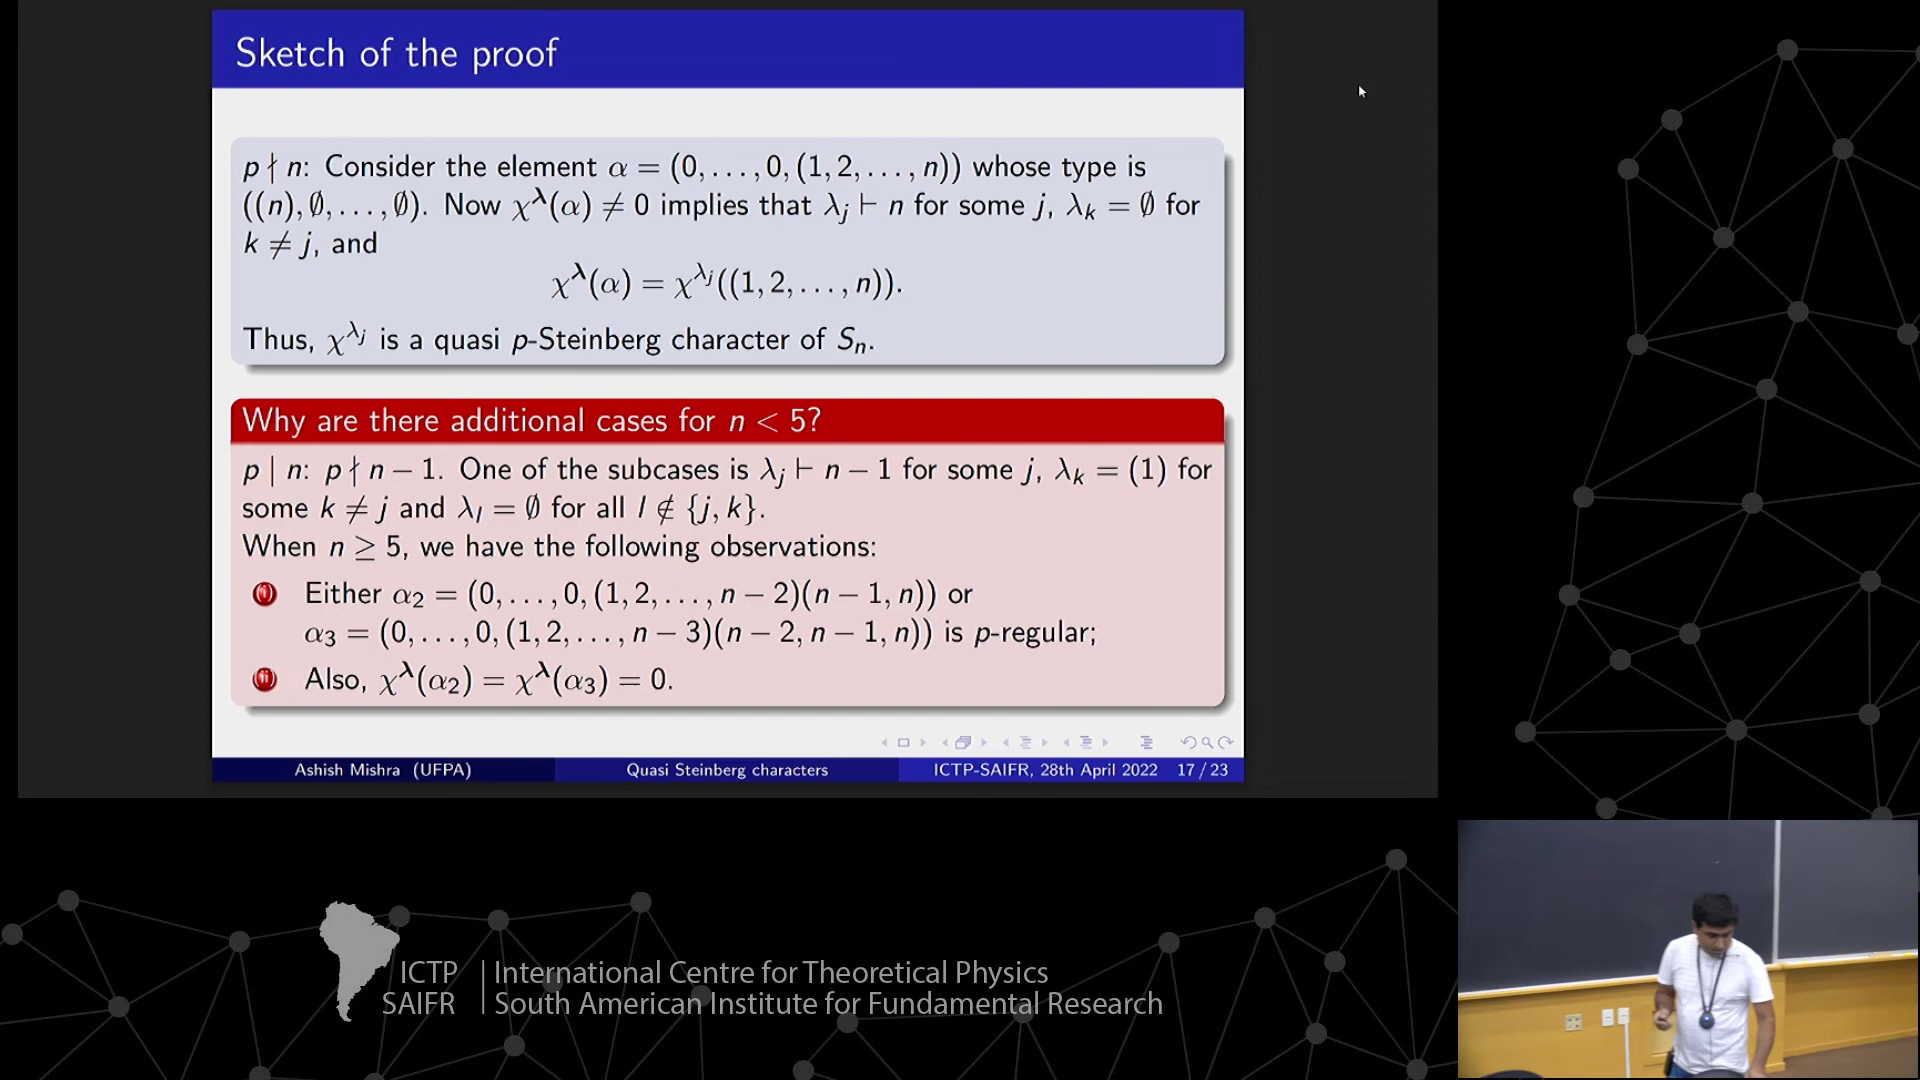 Sketch of the proof
p ∤ n: Consider the element α = (0, . . . , 0, (1, 2, . . . , n)) whose type is
((n), ∅, . . . , ∅). Now χ^𝛌(α) ≠ 0 implies that λ_j ⊢ n for some j, λ_k = ∅ for
k ≠ j, and
χ^𝛌(α) = χ^{λ_j}((1, 2, . . . , n)).
Thus, χ^{λ_j} is a quasi p-Steinberg character of S_n.
Why are there additional cases for n < 5?
p | n: p ∤ n − 1. One of the subcases is λ_j ⊢ n − 1 for some j, λ_k = (1) for
some k ≠ j and λ_l = ∅ for all l ∉ {j, k}.
When n ≥ 5, we have the following observations:
(i) Either α₂ = (0, . . . , 0, (1, 2, . . . , n − 2)(n − 1, n)) or
α₃ = (0, . . . , 0, (1, 2, . . . , n − 3)(n − 2, n − 1, n)) is p-regular;
(ii) Also, χ^𝛌(α₂) = χ^𝛌(α₃) = 0.
Ashish Mishra (UFPA) Quasi Steinberg characters ICTP-SAIFR, 28th April 2022 17 / 23
ICTP | International Centre for Theoretical Physics
SAIFR | South American Institute for Fundamental Research